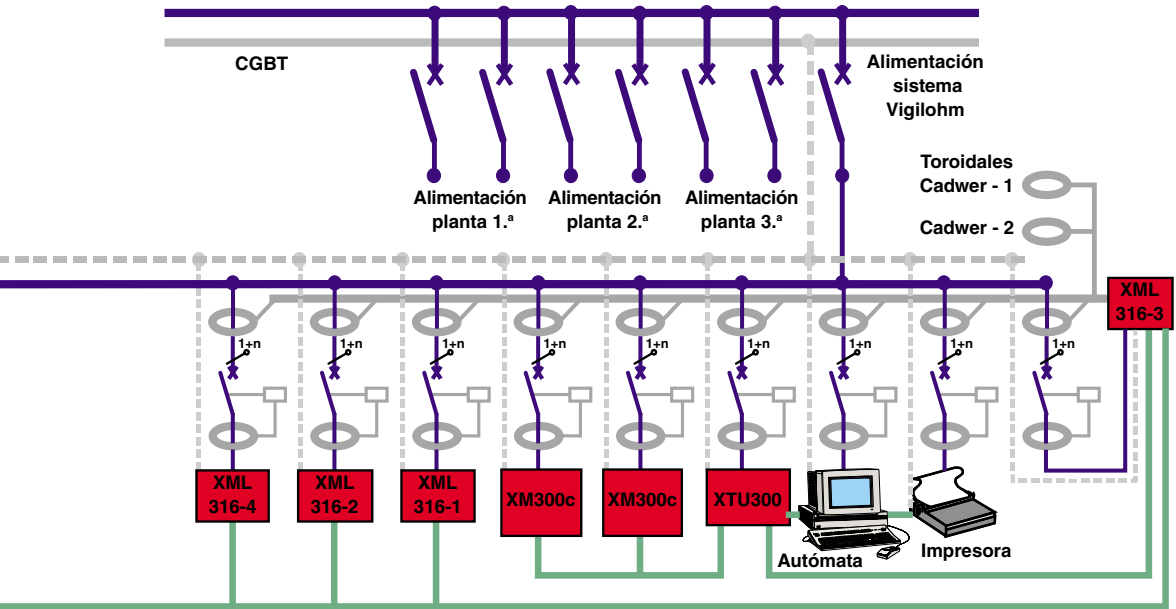 CGBT
Alimentación
sistema
Vigilohm
Toroidales
Cadwer - 1
Cadwer - 2
Alimentación
planta 1.ª
Alimentación
planta 2.ª
Alimentación
planta 3.ª
XML
316-3
1+n
1+n
1+n
1+n
1+n
1+n
1+n
1+n
1+n
XML
316-4
XML
316-2
XML
316-1
XM300c
XM300c
XTU300
Autómata
Impresora